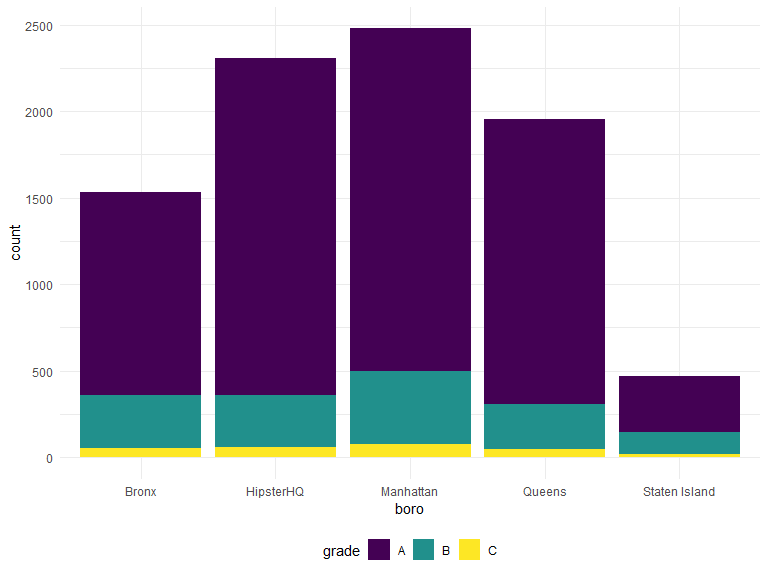 2500
2000
1500
1000
500
0
count
Bronx HipsterHQ Manhattan Queens Staten Island
boro
grade A B C